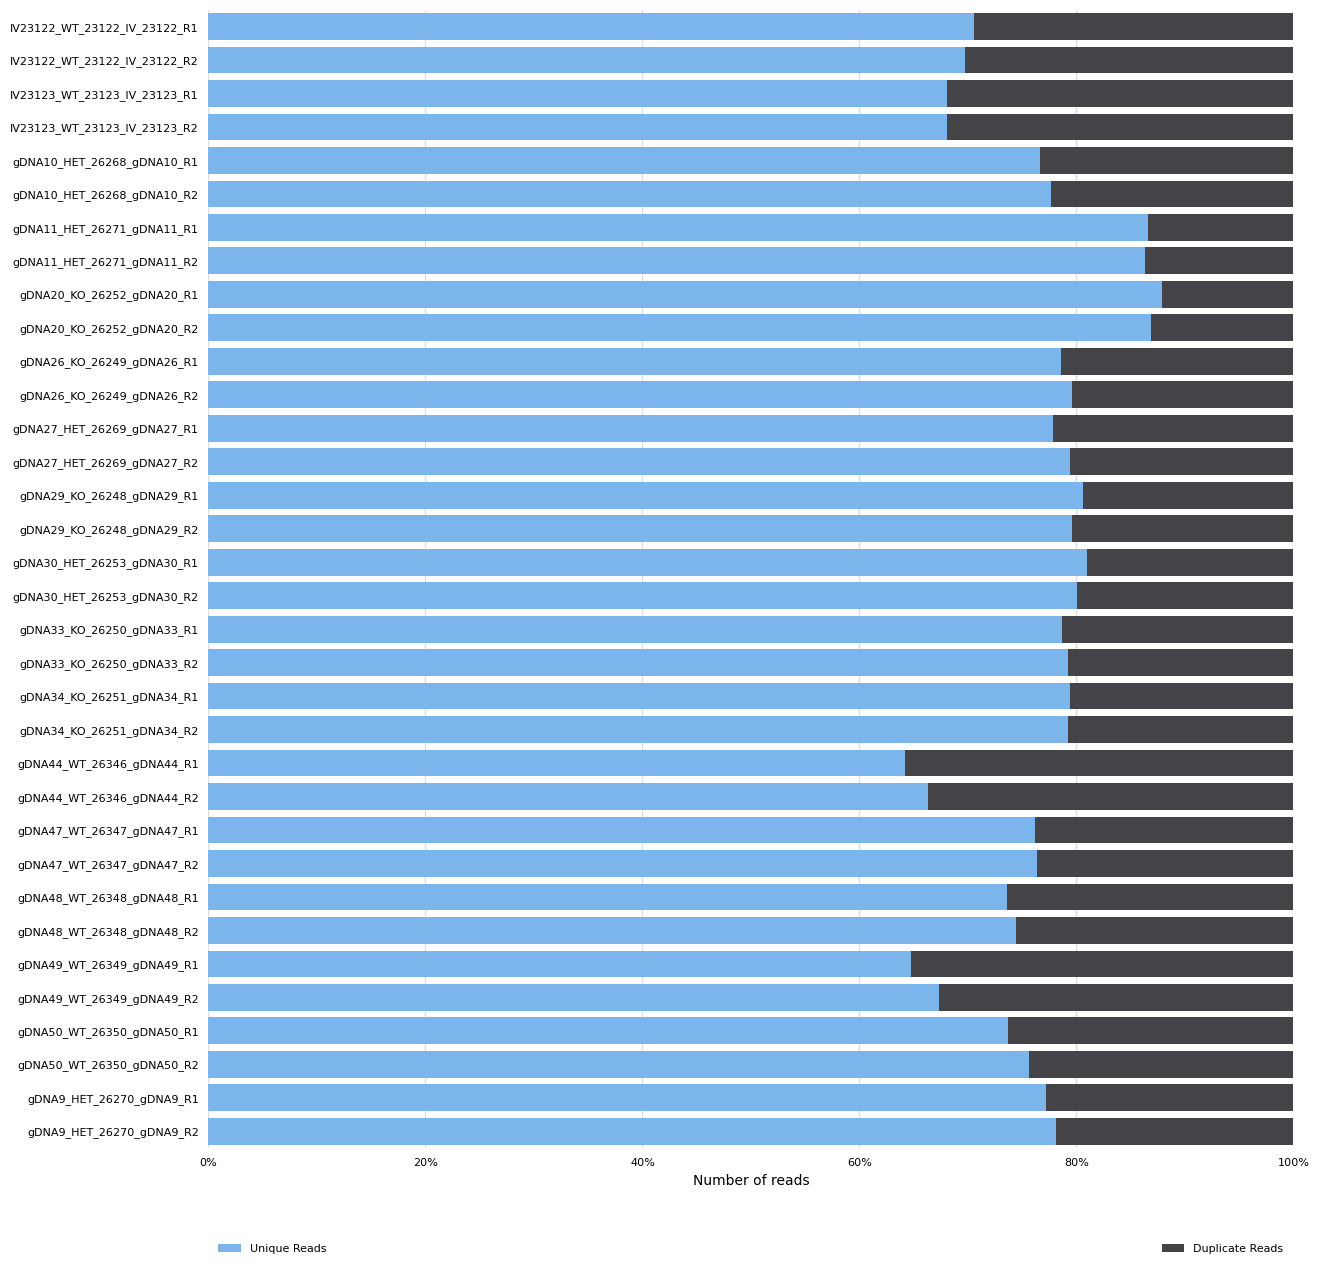 IV23122_WT_23122_IV_23122_R1
IV23122_WT_23122_IV_23122_R2
IV23123_WT_23123_IV_23123_R1
IV23123_WT_23123_IV_23123_R2
gDNA10_HET_26268_gDNA10_R1
gDNA10_HET_26268_gDNA10_R2
gDNA11_HET_26271_gDNA11_R1
gDNA11_HET_26271_gDNA11_R2
gDNA20_KO_26252_gDNA20_R1
gDNA20_KO_26252_gDNA20_R2
gDNA26_KO_26249_gDNA26_R1
gDNA26_KO_26249_gDNA26_R2
gDNA27_HET_26269_gDNA27_R1
gDNA27_HET_26269_gDNA27_R2
gDNA29_KO_26248_gDNA29_R1
gDNA29_KO_26248_gDNA29_R2
gDNA30_HET_26253_gDNA30_R1
gDNA30_HET_26253_gDNA30_R2
gDNA33_KO_26250_gDNA33_R1
gDNA33_KO_26250_gDNA33_R2
gDNA34_KO_26251_gDNA34_R1
gDNA34_KO_26251_gDNA34_R2
gDNA44_WT_26346_gDNA44_R1
gDNA44_WT_26346_gDNA44_R2
gDNA47_WT_26347_gDNA47_R1
gDNA47_WT_26347_gDNA47_R2
gDNA48_WT_26348_gDNA48_R1
gDNA48_WT_26348_gDNA48_R2
gDNA49_WT_26349_gDNA49_R1
gDNA49_WT_26349_gDNA49_R2
gDNA50_WT_26350_gDNA50_R1
gDNA50_WT_26350_gDNA50_R2
gDNA9_HET_26270_gDNA9_R1
gDNA9_HET_26270_gDNA9_R2
0% 20% 40% 60% 80% 100%
Number of reads
Unique Reads Duplicate Reads